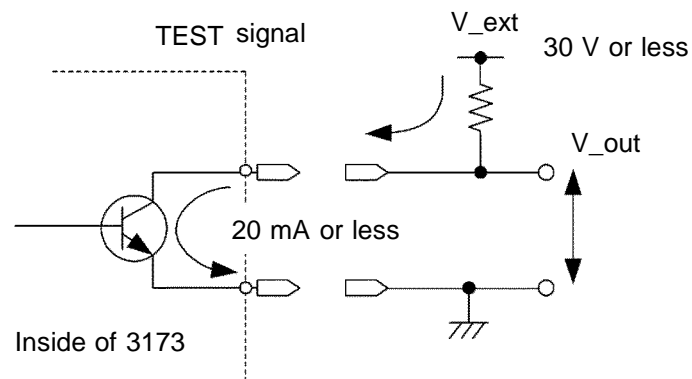 TEST signal
V_ext
30 V or less
V_out
20 mA or less
Inside of 3173